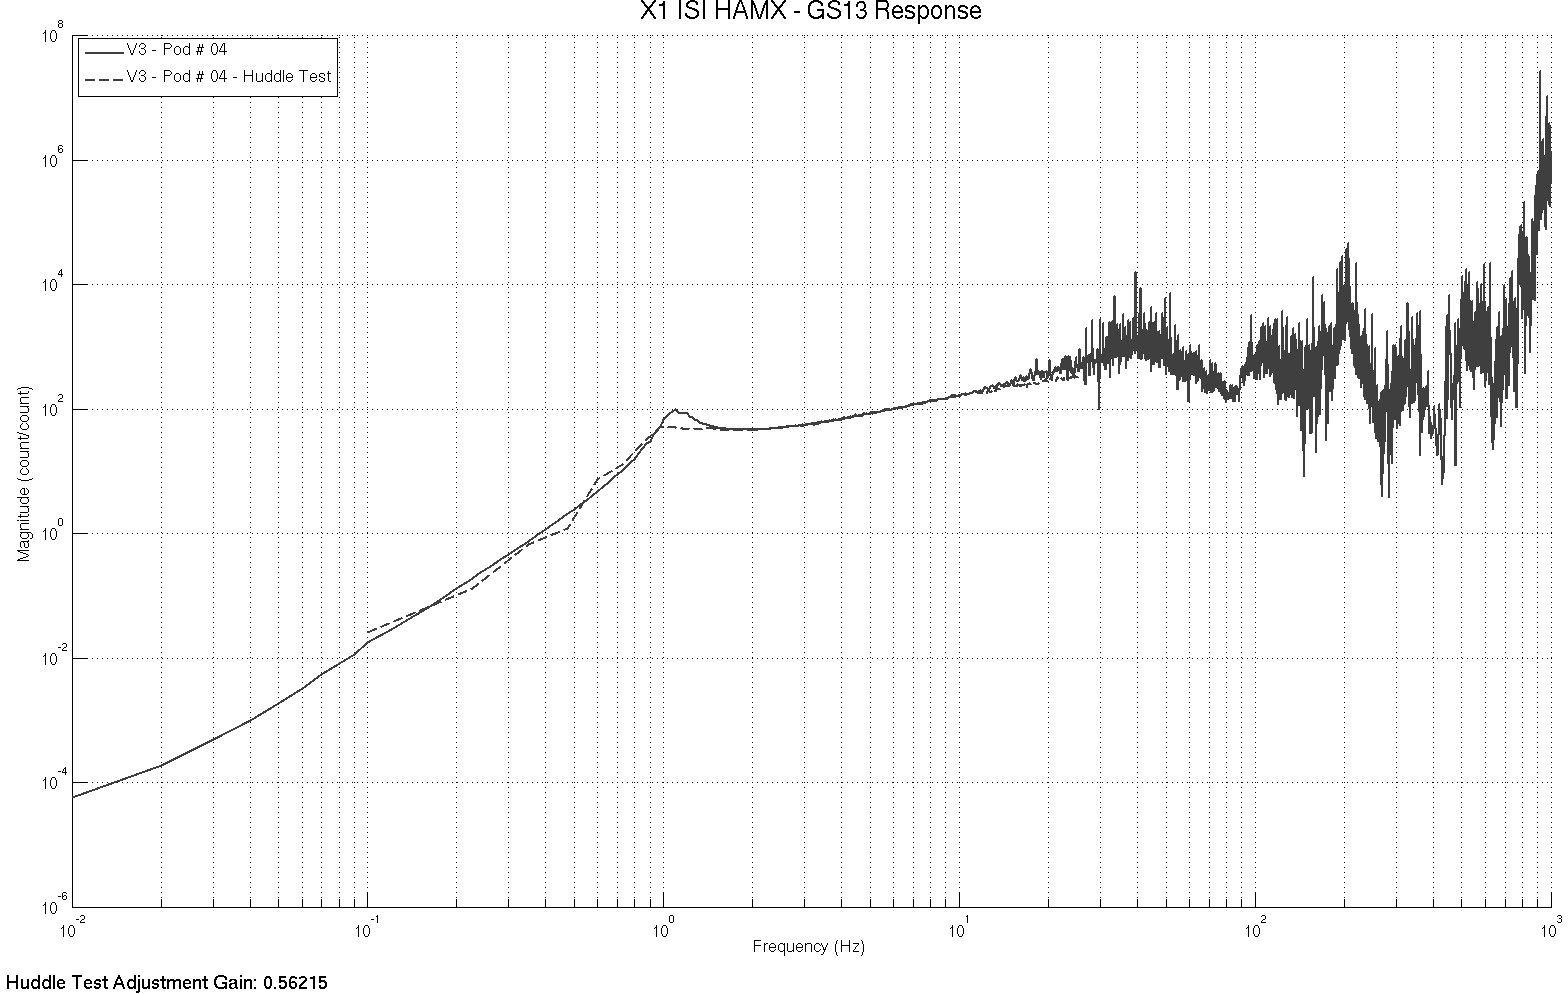 X1 ISI HAMX - GS13 Response
V3 - Pod # 04
V3 - Pod # 04 - Huddle Test
10^8
10^6
10^4
10^2
10^0
10^-2
10^-4
10^-6
Magnitude (count/count)
10^-2 10^-1 10^0 10^1 10^2 10^3
Frequency (Hz)
Huddle Test Adjustment Gain: 0.56215